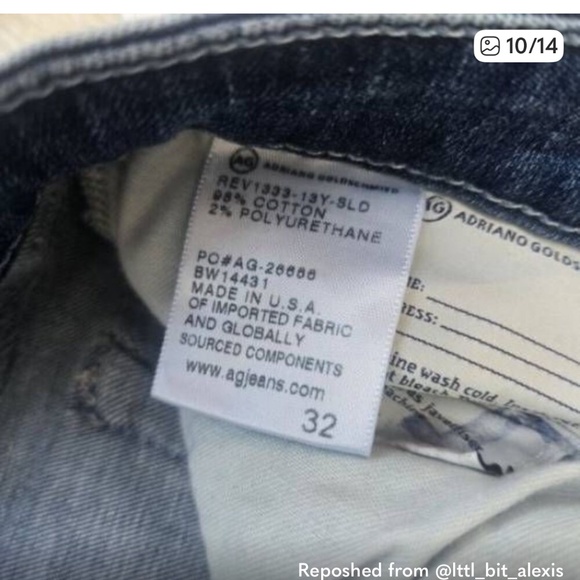 10/14
AG ADRIANO GOLDSCHMIED
REV1333-13Y-SLD
98% COTTON
2% POLYURETHANE
PO#AG-26666
BW14431
MADE IN U.S.A.
OF IMPORTED FABRIC
AND GLOBALLY
SOURCED COMPONENTS
www.agjeans.com
32
AG ADRIANO GOLDS
ME:
RESS:
ine wash cold
t bleach
Reposhed from @lttl_bit_alexis